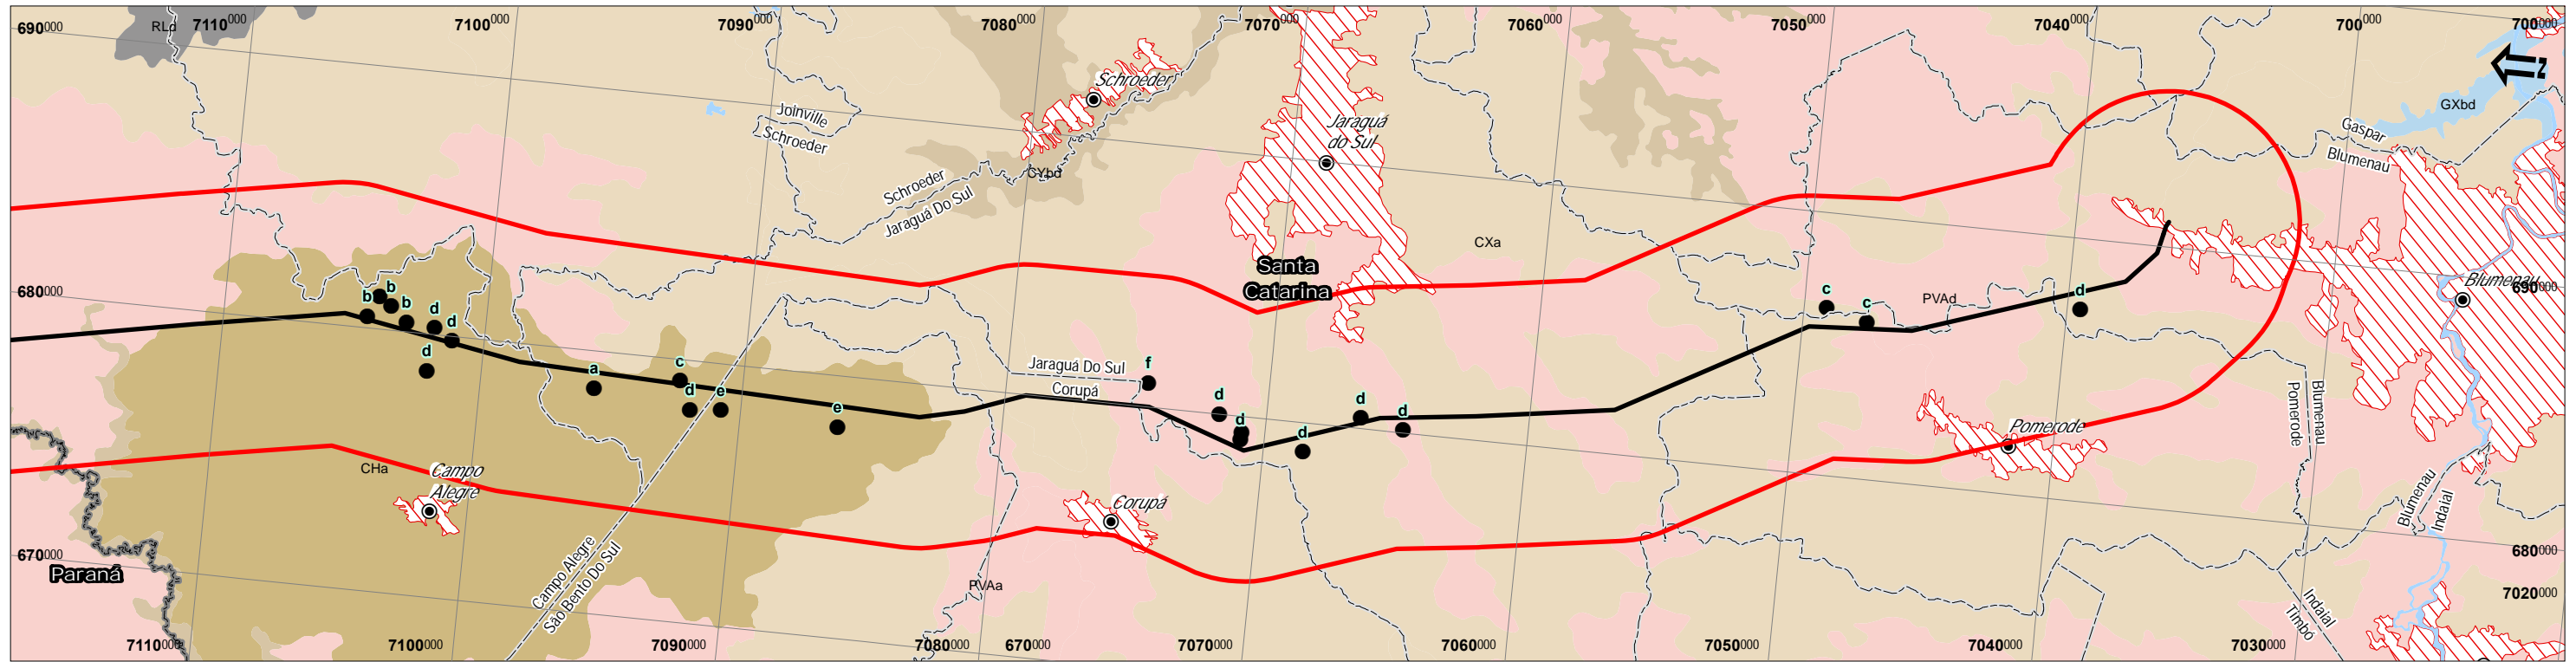 7110000
7100000
7090000
7080000
7070000
7060000
7050000
7040000
700000
700000
690000
RLd
N
Schroeder
GXbd
Joinville
Schroeder
Jaraguá
do Sul
Gaspar
Blumenau
CYbd
Schroeder
Jaraguá Do Sul
CXa
Santa
Catarina
680000
b
b
b
d
d
d
a
c
d
e
e
f
d
d
d
d
d
c
c
d
PVAd
Blumenau
690000
Jaraguá Do Sul
Corupá
Pomerode
Blumenau
Pomerode
CHa
Campo
Alegre
Corupá
Blumenau
Indaial
670000
Paraná
Campo Alegre
São Bento Do Sul
PVAa
680000
7020000
Indaial
Timbó
7110000
7100000
7090000
7080000
670000
7070000
7060000
7050000
7040000
7030000